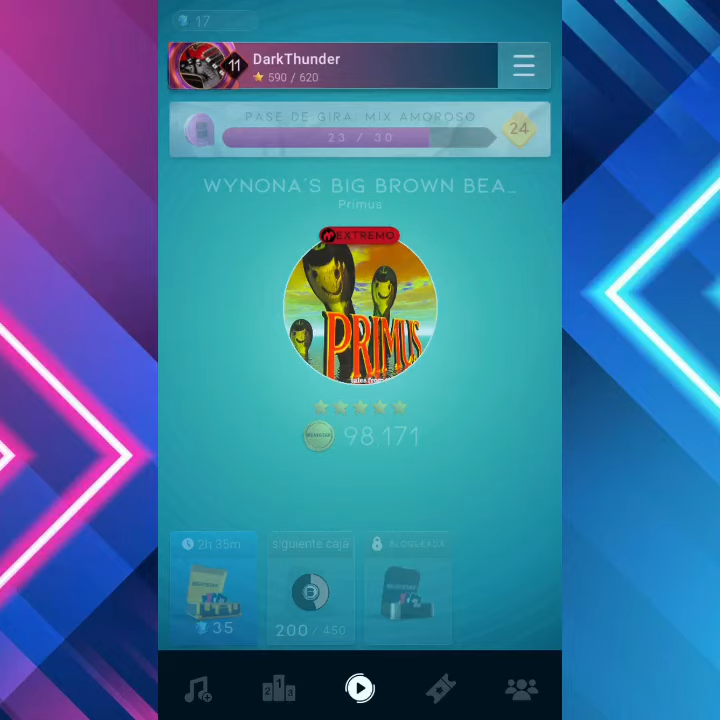 17
DarkThunder
11
590 / 620
PASE DE GIRA: MIX AMOROSO
23 / 30
24
WYNONA'S BIG BROWN BEA...
Primus
EXTREMO
PRIMUS
98,171
2h 35m
siguiente caja
BLOQUEADA
35
200 / 450